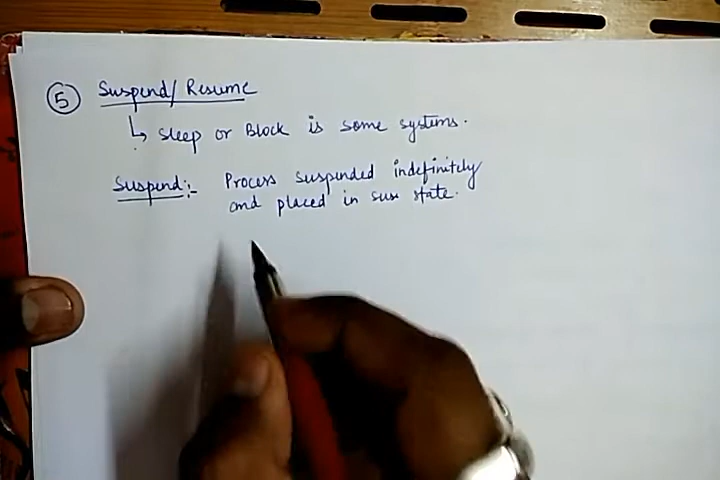 5 Suspend/Resume
↳ Sleep or Block is some systems.
Suspend:- Process suspended indefinitely
and placed in sus state.